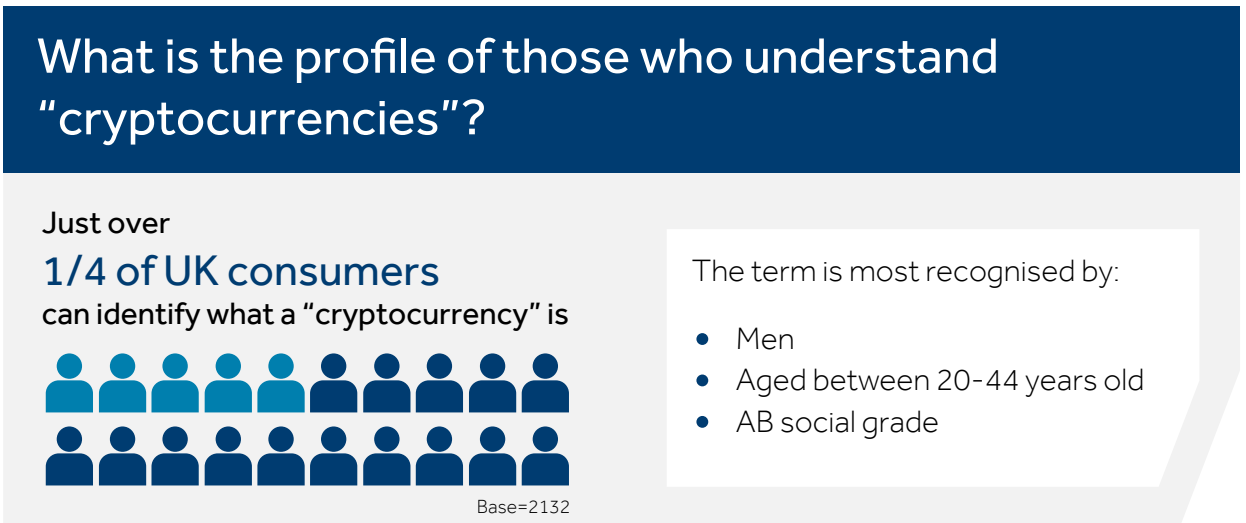 What is the profile of those who understand
“cryptocurrencies”?
Just over
1/4 of UK consumers
can identify what a “cryptocurrency” is
Base=2132
The term is most recognised by:
• Men
• Aged between 20-44 years old
• AB social grade